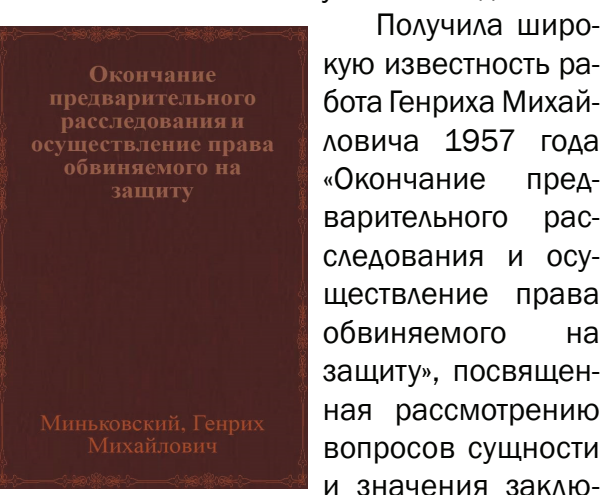 Окончание
предварительного
расследования и
осуществление права
обвиняемого на
защиту
Миньковский, Генрих
Михайлович
Получила широ-
кую известность ра-
бота Генриха Михай-
ловича 1957 года
«Окончание пред-
варительного рас-
следования и осу-
ществление права
обвиняемого на
защиту», посвящен-
ная рассмотрению
вопросов сущности
и значения заклю-